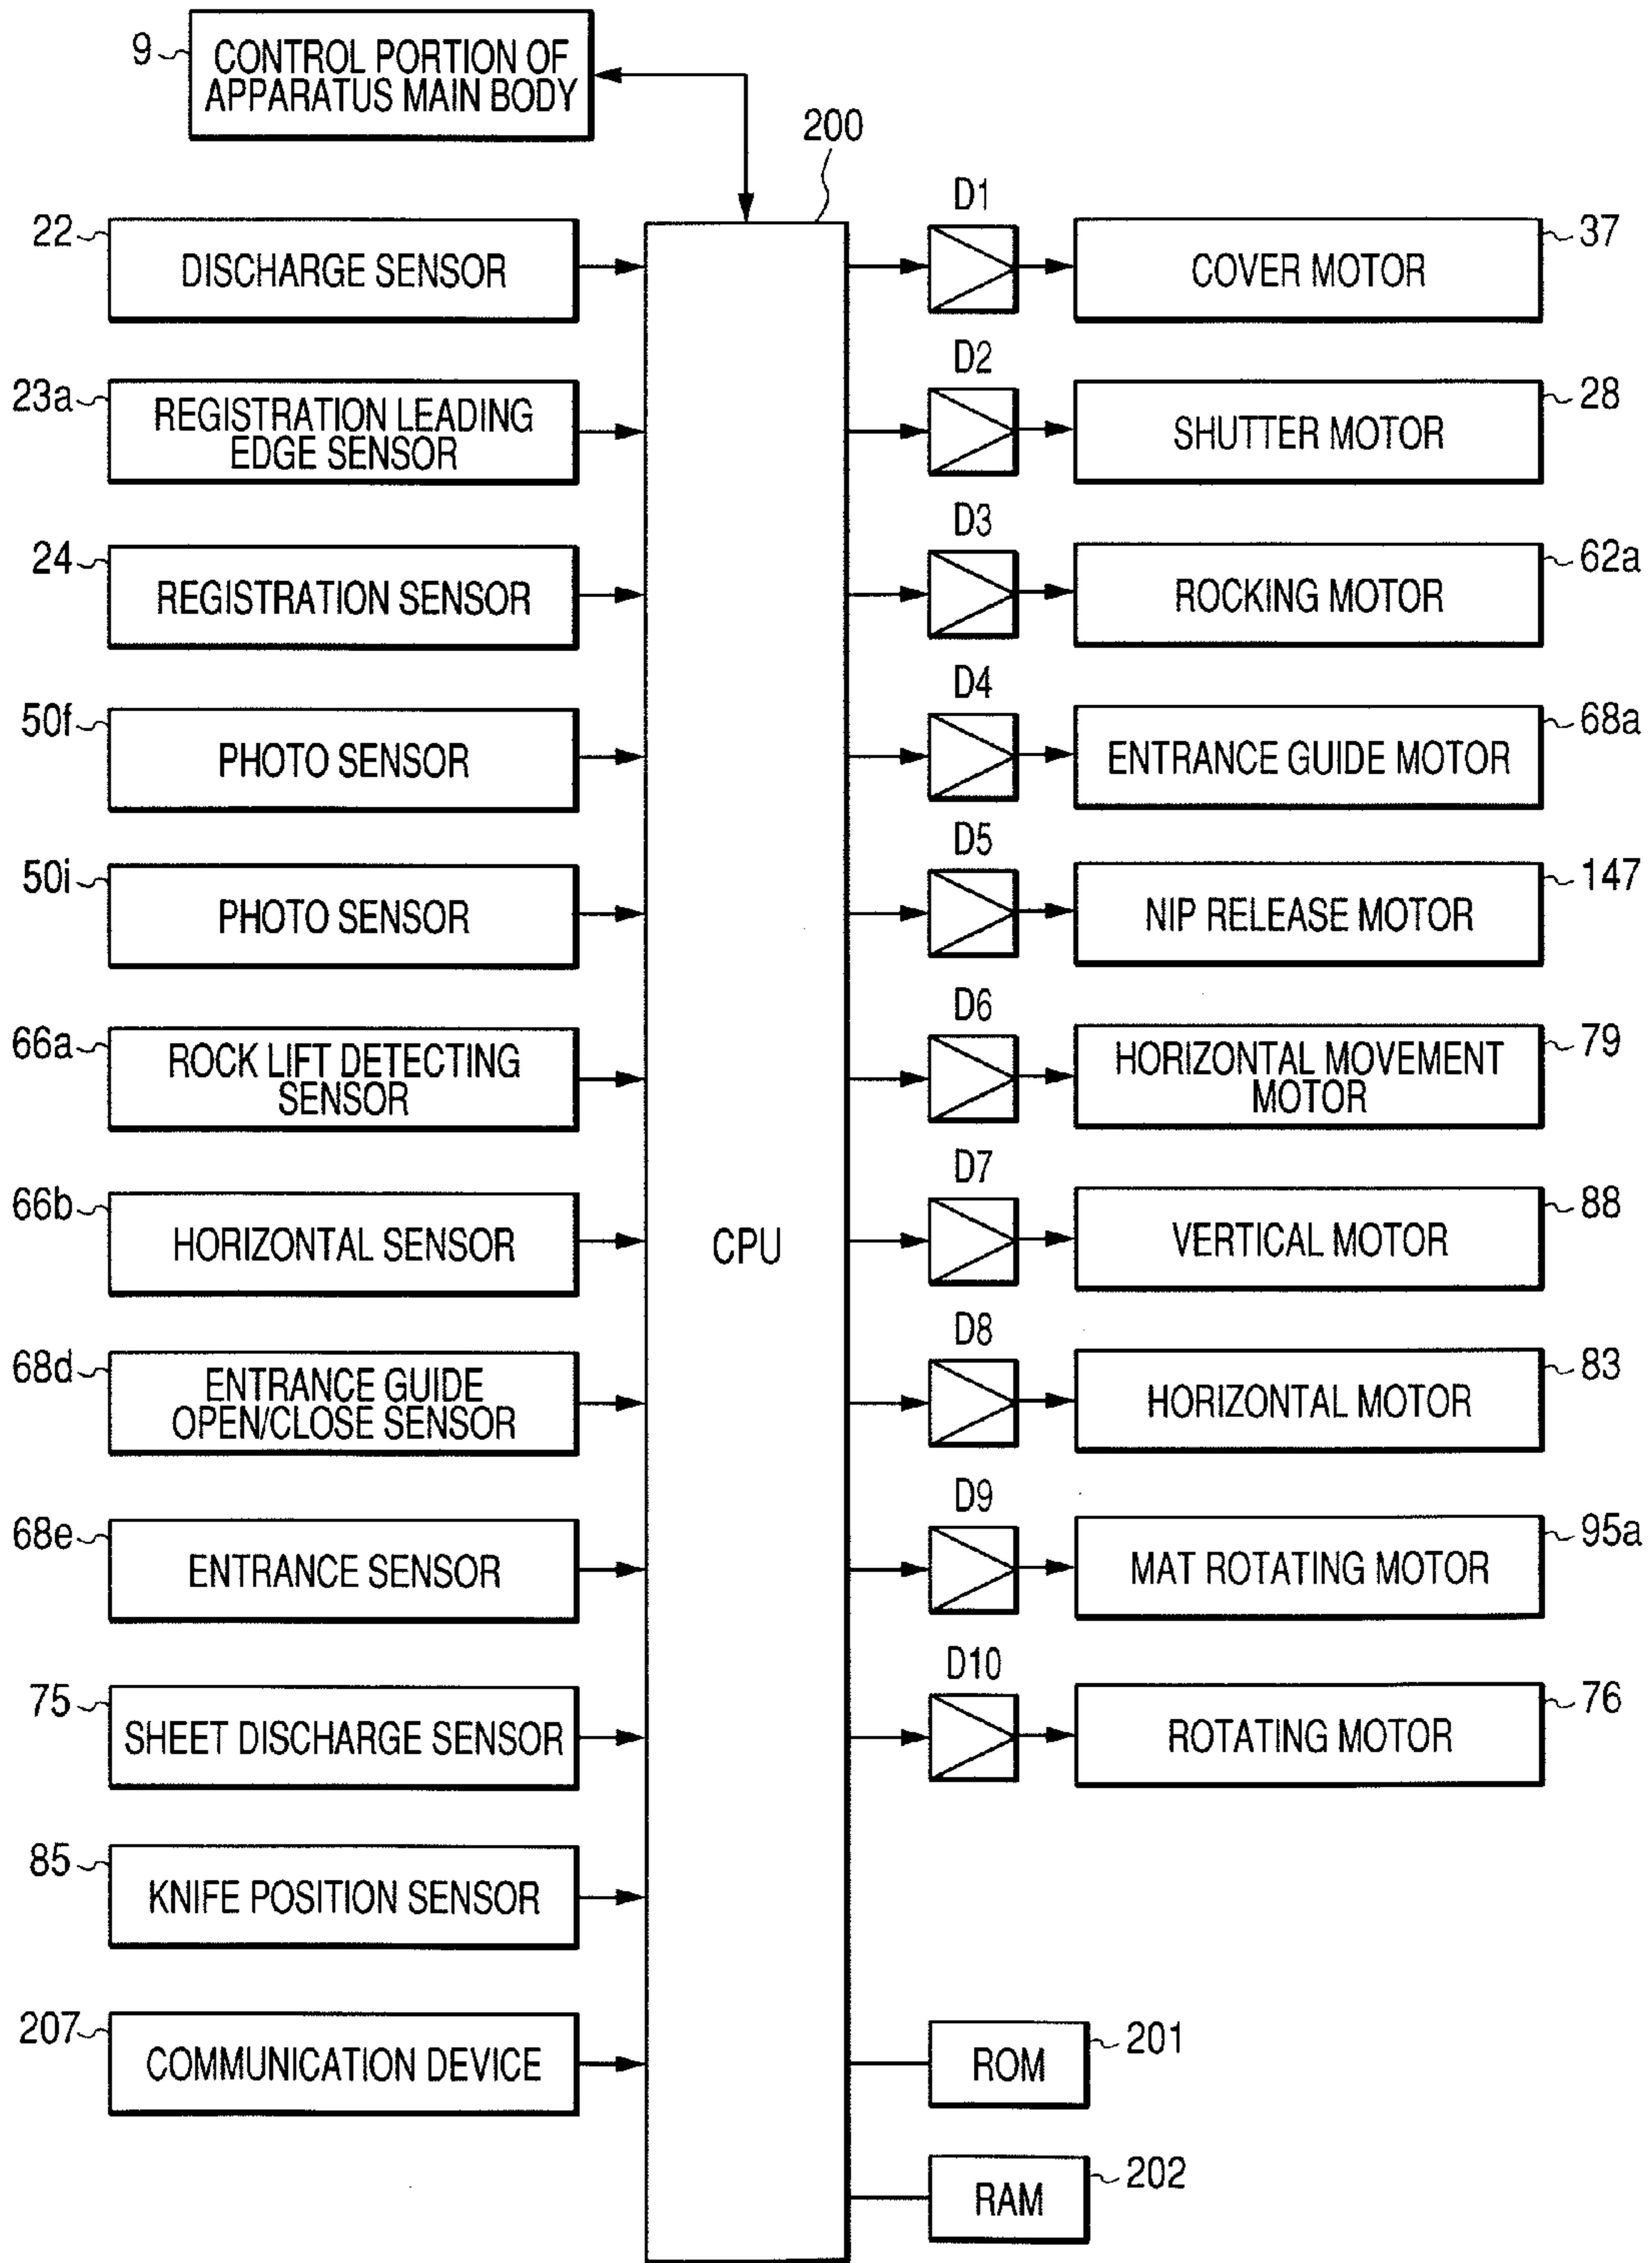 9
CONTROL PORTION OF
APPARATUS MAIN BODY
200
22
DISCHARGE SENSOR
23a
REGISTRATION LEADING
EDGE SENSOR
24
REGISTRATION SENSOR
50f
PHOTO SENSOR
50i
PHOTO SENSOR
66a
ROCK LIFT DETECTING
SENSOR
66b
HORIZONTAL SENSOR
68d
ENTRANCE GUIDE
OPEN/CLOSE SENSOR
68e
ENTRANCE SENSOR
75
SHEET DISCHARGE SENSOR
85
KNIFE POSITION SENSOR
207
COMMUNICATION DEVICE
CPU
D1
COVER MOTOR
37
D2
SHUTTER MOTOR
28
D3
ROCKING MOTOR
62a
D4
ENTRANCE GUIDE MOTOR
68a
D5
NIP RELEASE MOTOR
147
D6
HORIZONTAL MOVEMENT
MOTOR
79
D7
VERTICAL MOTOR
88
D8
HORIZONTAL MOTOR
83
D9
MAT ROTATING MOTOR
95a
D10
ROTATING MOTOR
76
ROM
201
RAM
202